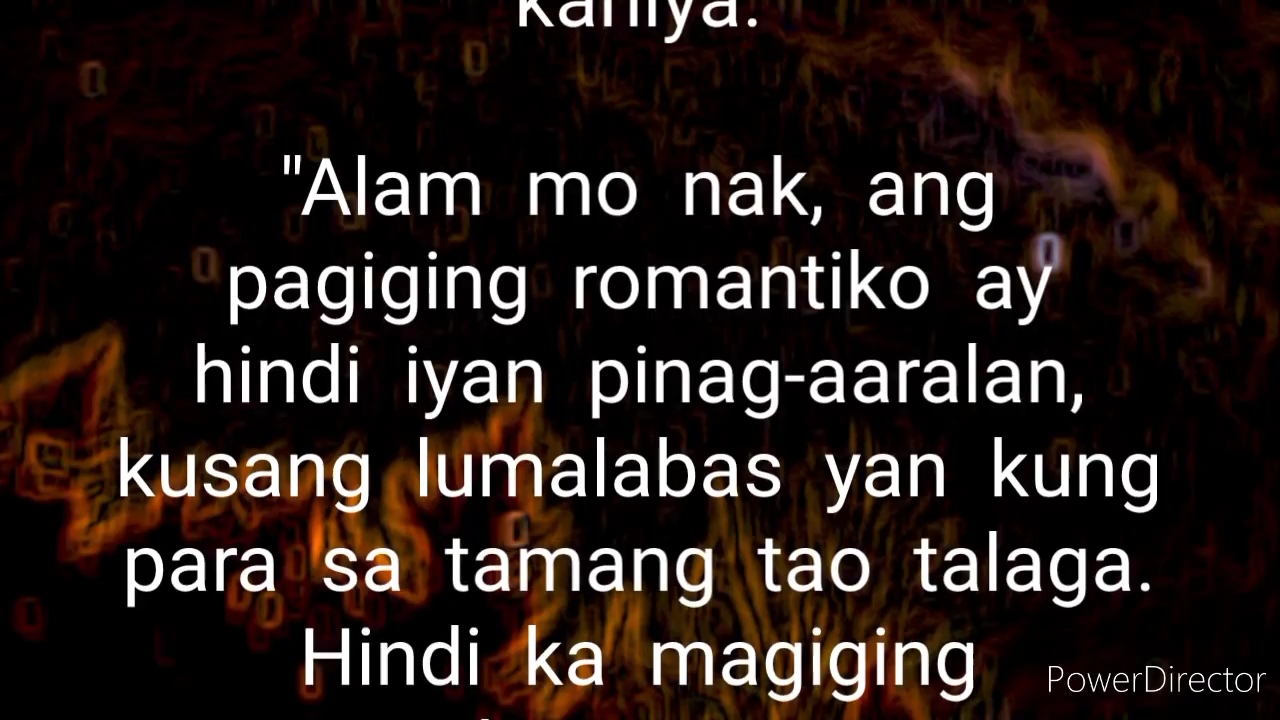 kaniya.
"Alam mo nak, ang
pagiging romantiko ay
hindi iyan pinag-aaralan,
kusang lumalabas yan kung
para sa tamang tao talaga.
Hindi ka magiging
PowerDirector